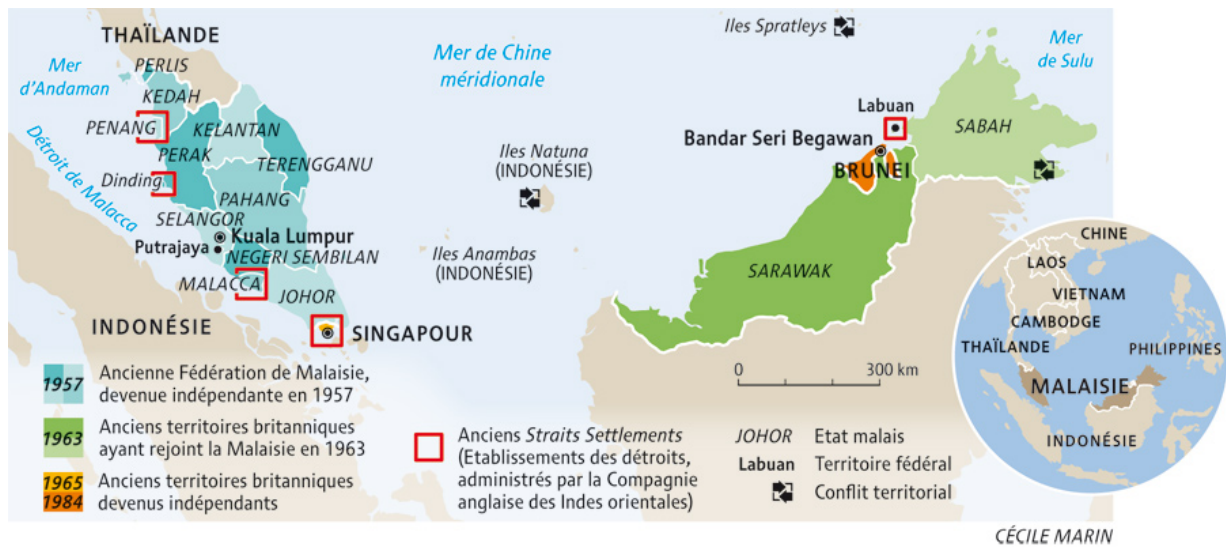 THAÏLANDE
Mer
d'Andaman
PERLIS
KEDAH
PENANG
KELANTAN
PERAK
TERENGGANU
Dinding
Détroit de Malacca
PAHANG
SELANGOR
Kuala Lumpur
Putrajaya
NEGERI SEMBILAN
MALACCA
JOHOR
INDONÉSIE
SINGAPOUR
Mer de Chine
méridionale
Iles Spratleys
Iles Natuna
(INDONÉSIE)
Iles Anambas
(INDONÉSIE)
Mer
de Sulu
Labuan
SABAH
Bandar Seri Begawan
BRUNEI
SARAWAK
0 300 km
CHINE
LAOS
VIETNAM
CAMBODGE
THAÏLANDE
PHILIPPINES
MALAISIE
INDONÉSIE
1957 Ancienne Fédération de Malaisie,
devenue indépendante en 1957
1963 Anciens territoires britanniques
ayant rejoint la Malaisie en 1963
1965 Anciens territoires britanniques
1984 devenus indépendants
Anciens Straits Settlements
(Etablissements des détroits,
administrés par la Compagnie
anglaise des Indes orientales)
JOHOR Etat malais
Labuan Territoire fédéral
Conflit territorial
CÉCILE MARIN